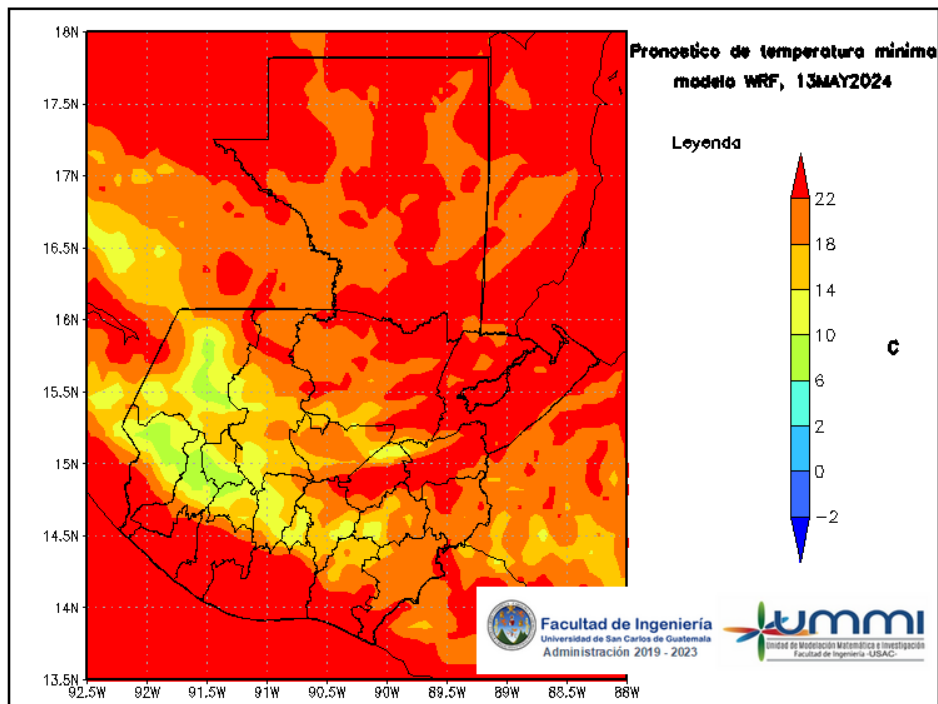 Pronostico de temperatura minima
modelo WRF, 13MAY2024
Leyenda
22
18
14
10
6
2
0
−2
C
18N
17.5N
17N
16.5N
16N
15.5N
15N
14.5N
14N
13.5N
92.5W 92W 91.5W 91W 90.5W 90W 89.5W 89W 88.5W 88W
Facultad de Ingeniería
Universidad de San Carlos de Guatemala
Administración 2019 - 2023
ummi
Unidad de Modelación Matemática e Investigación
Facultad de Ingeniería -USAC-